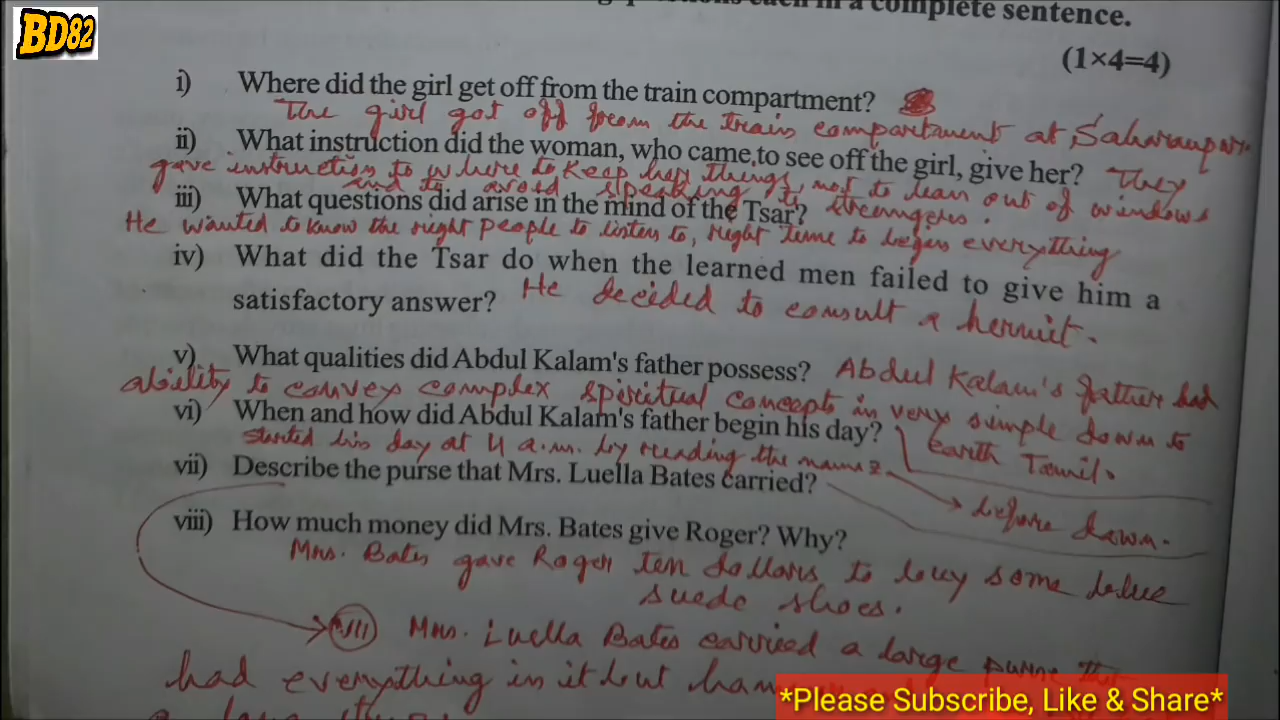 BD82
questions each in a complete sentence.
(1×4=4)
i) Where did the girl get off from the train compartment?
The girl got off from the train compartment at Saharanpur.
ii) What instruction did the woman, who came to see off the girl, give her? They
gave instruction to where to keep her things, not to lean out of windows
and to avoid speaking to strangers.
iii) What questions did arise in the mind of the Tsar?
He wanted to know the right people to listen to, right time to begin everything
iv) What did the Tsar do when the learned men failed to give him a
satisfactory answer? He decided to consult a hermit.
v) What qualities did Abdul Kalam's father possess? Abdul Kalam's father had
ability to convey complex spiritual concepts in very simple down to
earth Tamil.
vi) When and how did Abdul Kalam's father begin his day?
started his day at 4 a.m. by reading the namaz
before dawn.
vii) Describe the purse that Mrs. Luella Bates carried?
viii) How much money did Mrs. Bates give Roger? Why?
Mrs. Bates gave Roger ten dollars to buy some blue
suede shoes.
VII Mrs. Luella Bates carried a large purse that
had everything in it but
a long
*Please Subscribe, Like & Share*